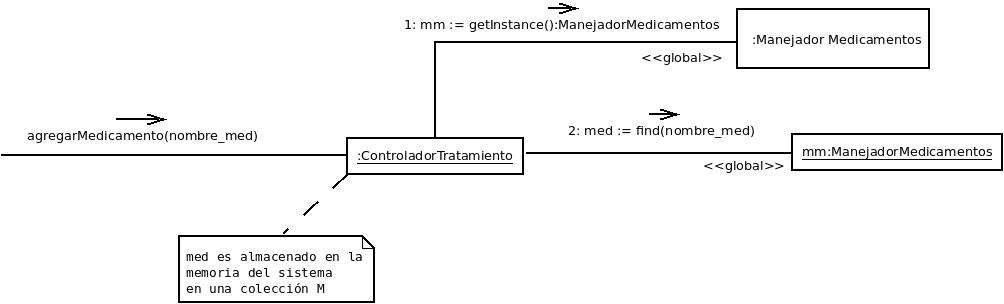 1: mm := getInstance():ManejadorMedicamentos
:Manejador Medicamentos
<<global>>
agregarMedicamento(nombre_med)
2: med := find(nombre_med)
:ControladorTratamiento
mm:ManejadorMedicamentos
<<global>>
med es almacenado en la
memoria del sistema
en una colección M